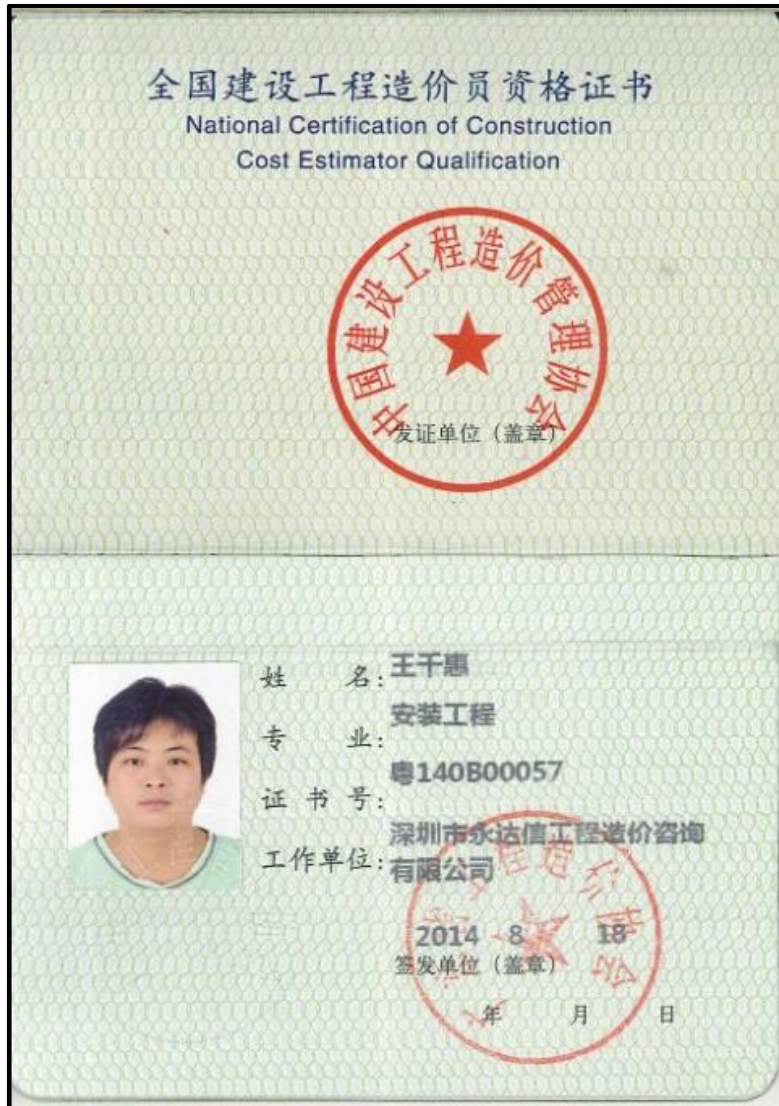 全国建设工程造价员资格证书
National Certification of Construction
Cost Estimator Qualification
中国建设工程造价管理协会
发证单位（盖章）
姓 名：王千惠
专 业：安装工程
证 书 号：粤140B00057
工作单位：深圳市永达信工程造价咨询
有限公司
2014 8 18
签发单位（盖章）
年 月 日